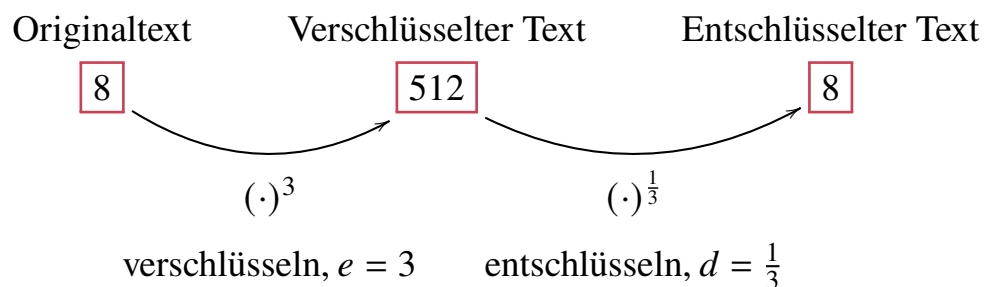 Originaltext Verschlüsselter Text Entschlüsselter Text
8 512 8
(·)³ (·)^{1/3}
verschlüsseln, e = 3 entschlüsseln, d = 1/3